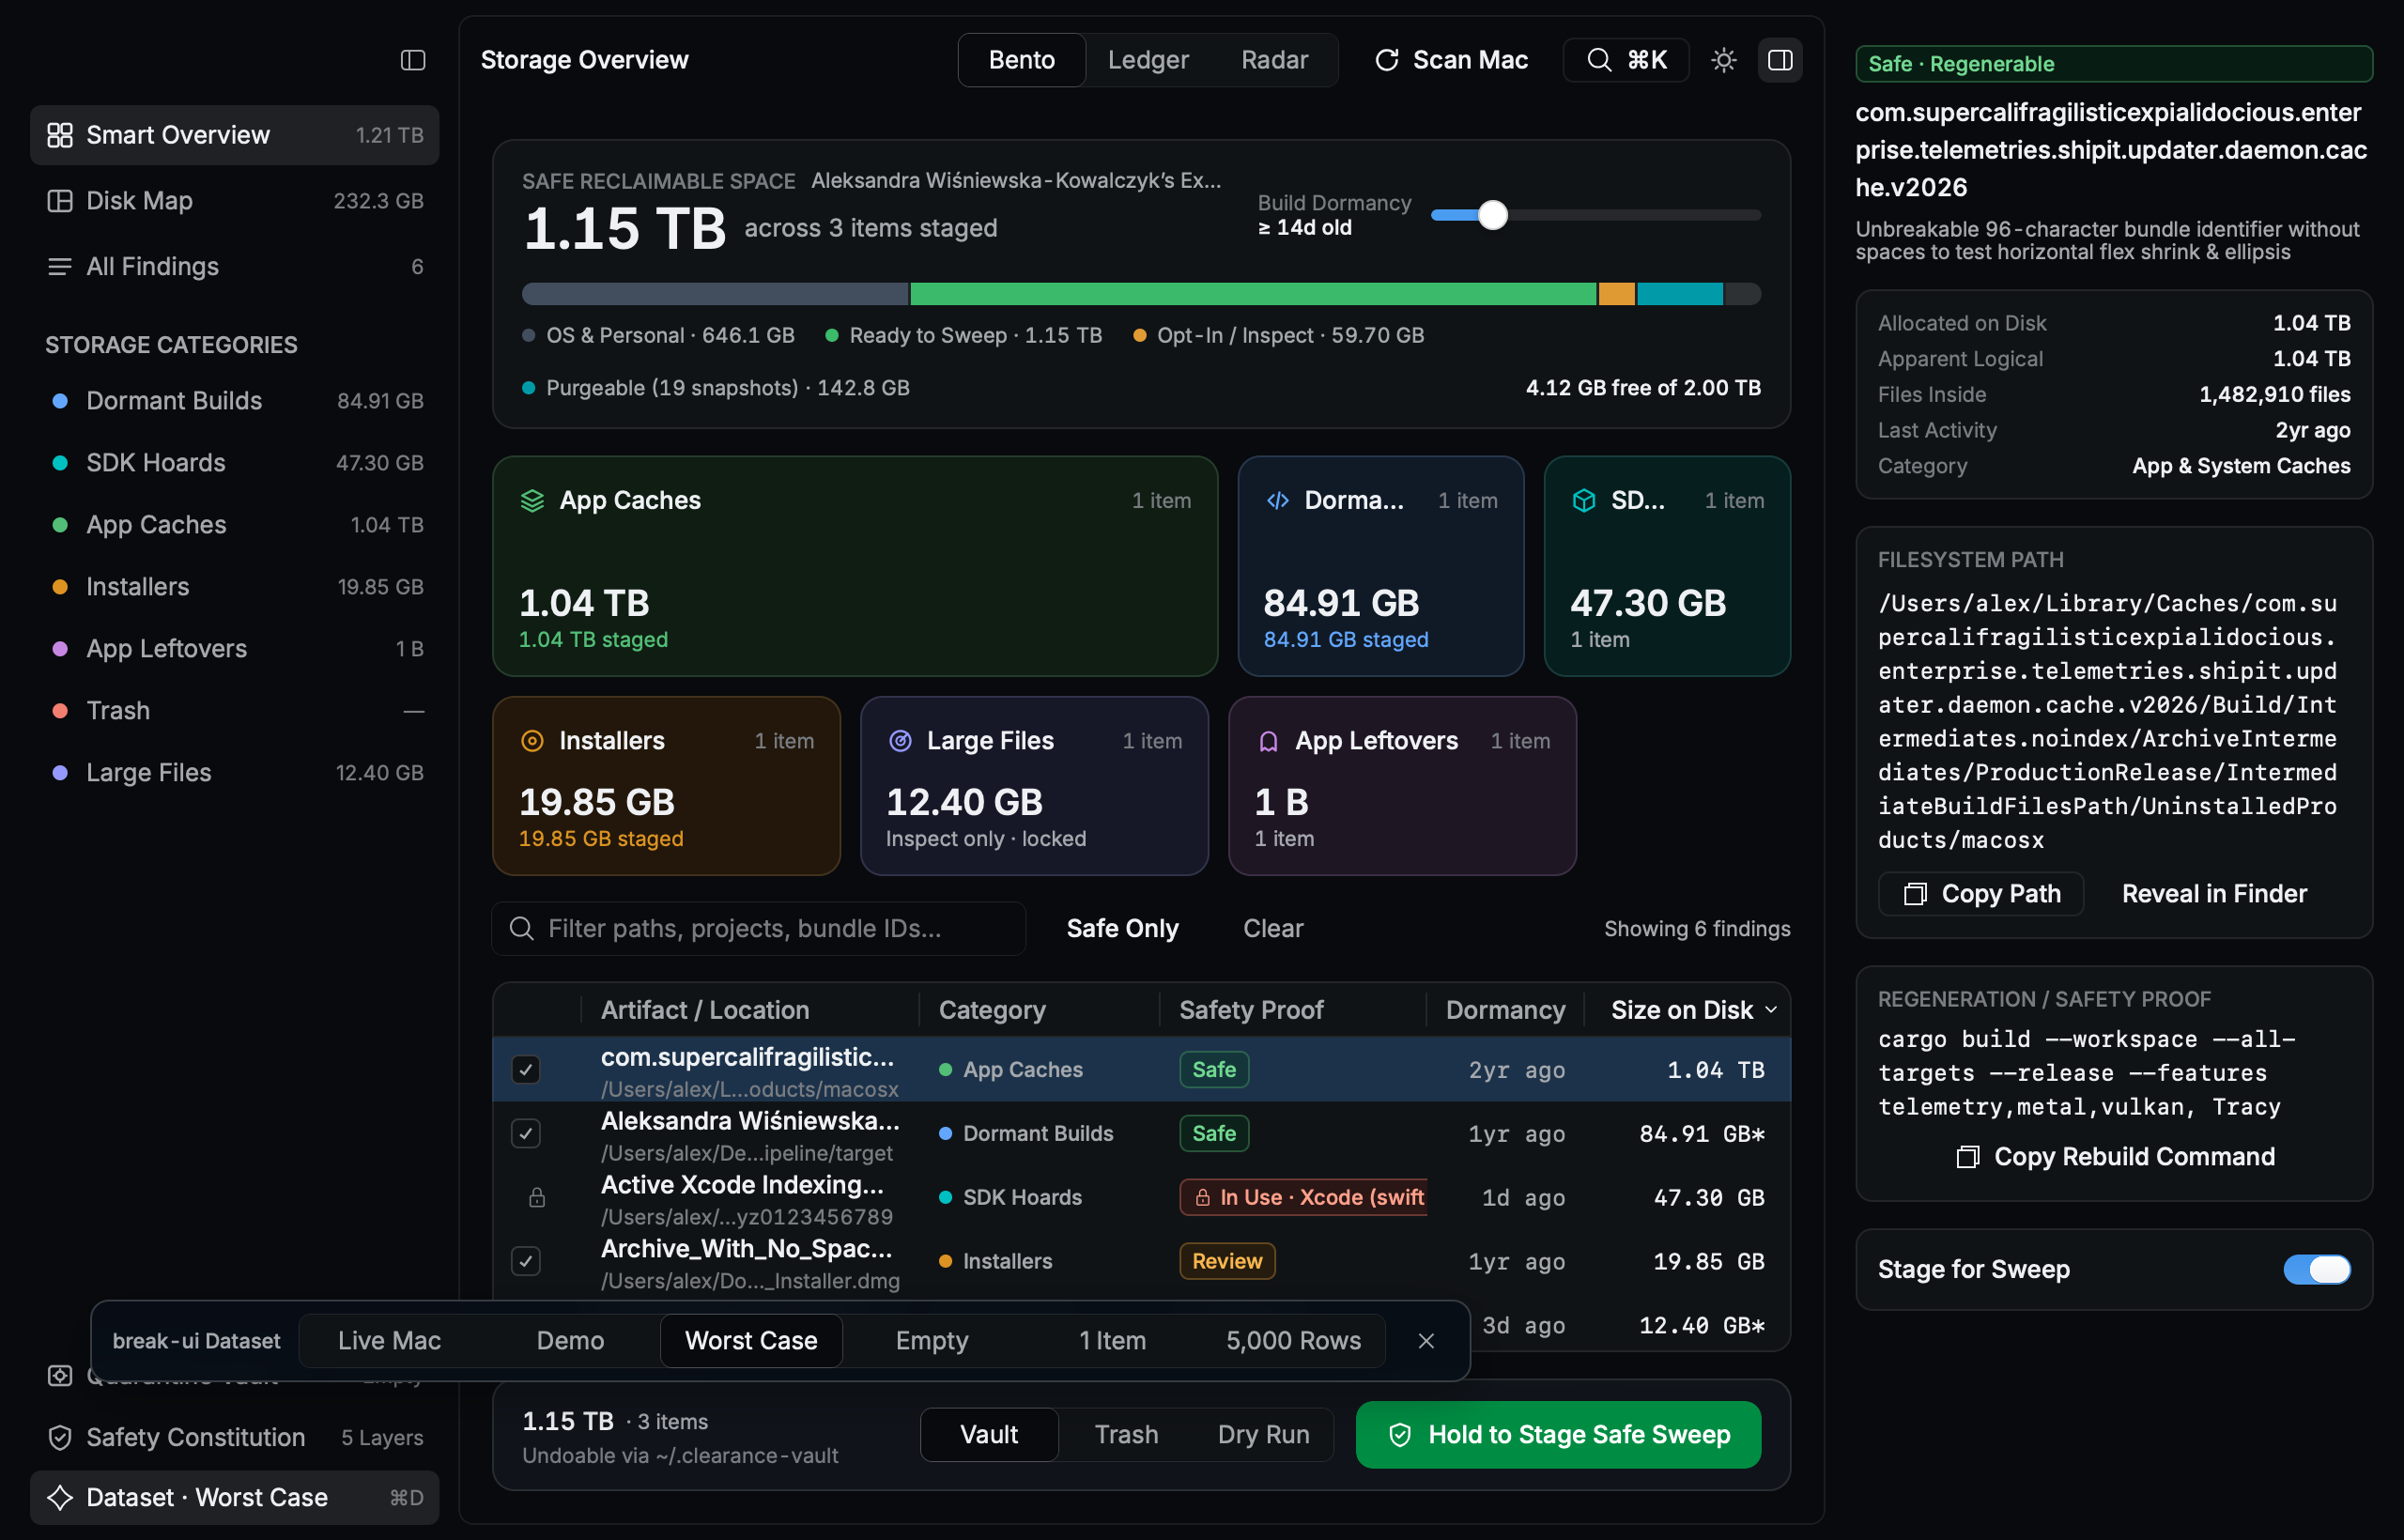 Smart Overview 1.21 TB
Disk Map 232.3 GB
All Findings 6
STORAGE CATEGORIES
Dormant Builds 84.91 GB
SDK Hoards 47.30 GB
App Caches 1.04 TB
Installers 19.85 GB
App Leftovers 1 B
Trash —
Large Files 12.40 GB
Safety Constitution 5 Layers
Dataset · Worst Case ⌘D
Storage Overview
Bento Ledger Radar
Scan Mac
⌘K
SAFE RECLAIMABLE SPACE Aleksandra Wiśniewska-Kowalczyk’s Ex...
1.15 TB across 3 items staged
Build Dormancy
≥ 14d old
OS & Personal · 646.1 GB Ready to Sweep · 1.15 TB Opt-In / Inspect · 59.70 GB
Purgeable (19 snapshots) · 142.8 GB 4.12 GB free of 2.00 TB
App Caches 1 item
1.04 TB
1.04 TB staged
Dorma... 1 item
84.91 GB
84.91 GB staged
SD... 1 item
47.30 GB
1 item
Installers 1 item
19.85 GB
19.85 GB staged
Large Files 1 item
12.40 GB
Inspect only · locked
App Leftovers 1 item
1 B
1 item
Filter paths, projects, bundle IDs... Safe Only Clear Showing 6 findings
Artifact / Location Category Safety Proof Dormancy Size on Disk
com.supercalifragilistic...
/Users/alex/L...oducts/macosx
App Caches Safe 2yr ago 1.04 TB
Aleksandra Wiśniewska...
/Users/alex/De...ipeline/target
Dormant Builds Safe 1yr ago 84.91 GB*
Active Xcode Indexing...
/Users/alex/...yz0123456789
SDK Hoards In Use · Xcode (swift 1d ago 47.30 GB
Archive_With_No_Spac...
/Users/alex/Do..._Installer.dmg
Installers Review 1yr ago 19.85 GB
3d ago 12.40 GB*
break-ui Dataset Live Mac Demo Worst Case Empty 1 Item 5,000 Rows
1.15 TB · 3 items
Undoable via ~/.clearance-vault
Vault Trash Dry Run
Hold to Stage Safe Sweep
Safe · Regenerable
com.supercalifragilisticexpialidocious.enter
prise.telemetries.shipit.updater.daemon.cac
he.v2026
Unbreakable 96-character bundle identifier without
spaces to test horizontal flex shrink & ellipsis
Allocated on Disk 1.04 TB
Apparent Logical 1.04 TB
Files Inside 1,482,910 files
Last Activity 2yr ago
Category App & System Caches
FILESYSTEM PATH
/Users/alex/Library/Caches/com.su
percalifragilisticexpialidocious.
enterprise.telemetries.shipit.upd
ater.daemon.cache.v2026/Build/Int
ermediates.noindex/ArchiveInterme
diates/ProductionRelease/Intermed
iateBuildFilesPath/UninstalledPro
ducts/macosx
Copy Path Reveal in Finder
REGENERATION / SAFETY PROOF
cargo build --workspace --all-
targets --release --features
telemetry,metal,vulkan, Tracy
Copy Rebuild Command
Stage for Sweep